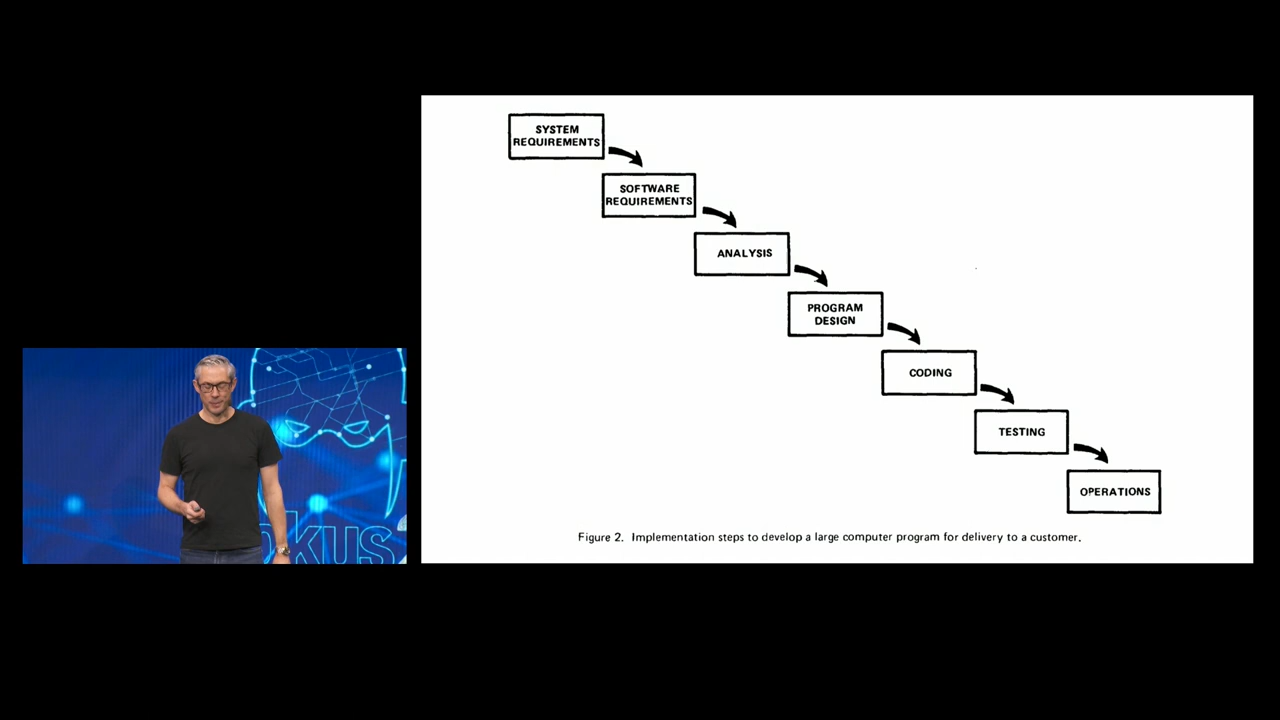 SYSTEM
REQUIREMENTS
SOFTWARE
REQUIREMENTS
ANALYSIS
PROGRAM
DESIGN
CODING
TESTING
OPERATIONS
Figure 2. Implementation steps to develop a large computer program for delivery to a customer.
okus